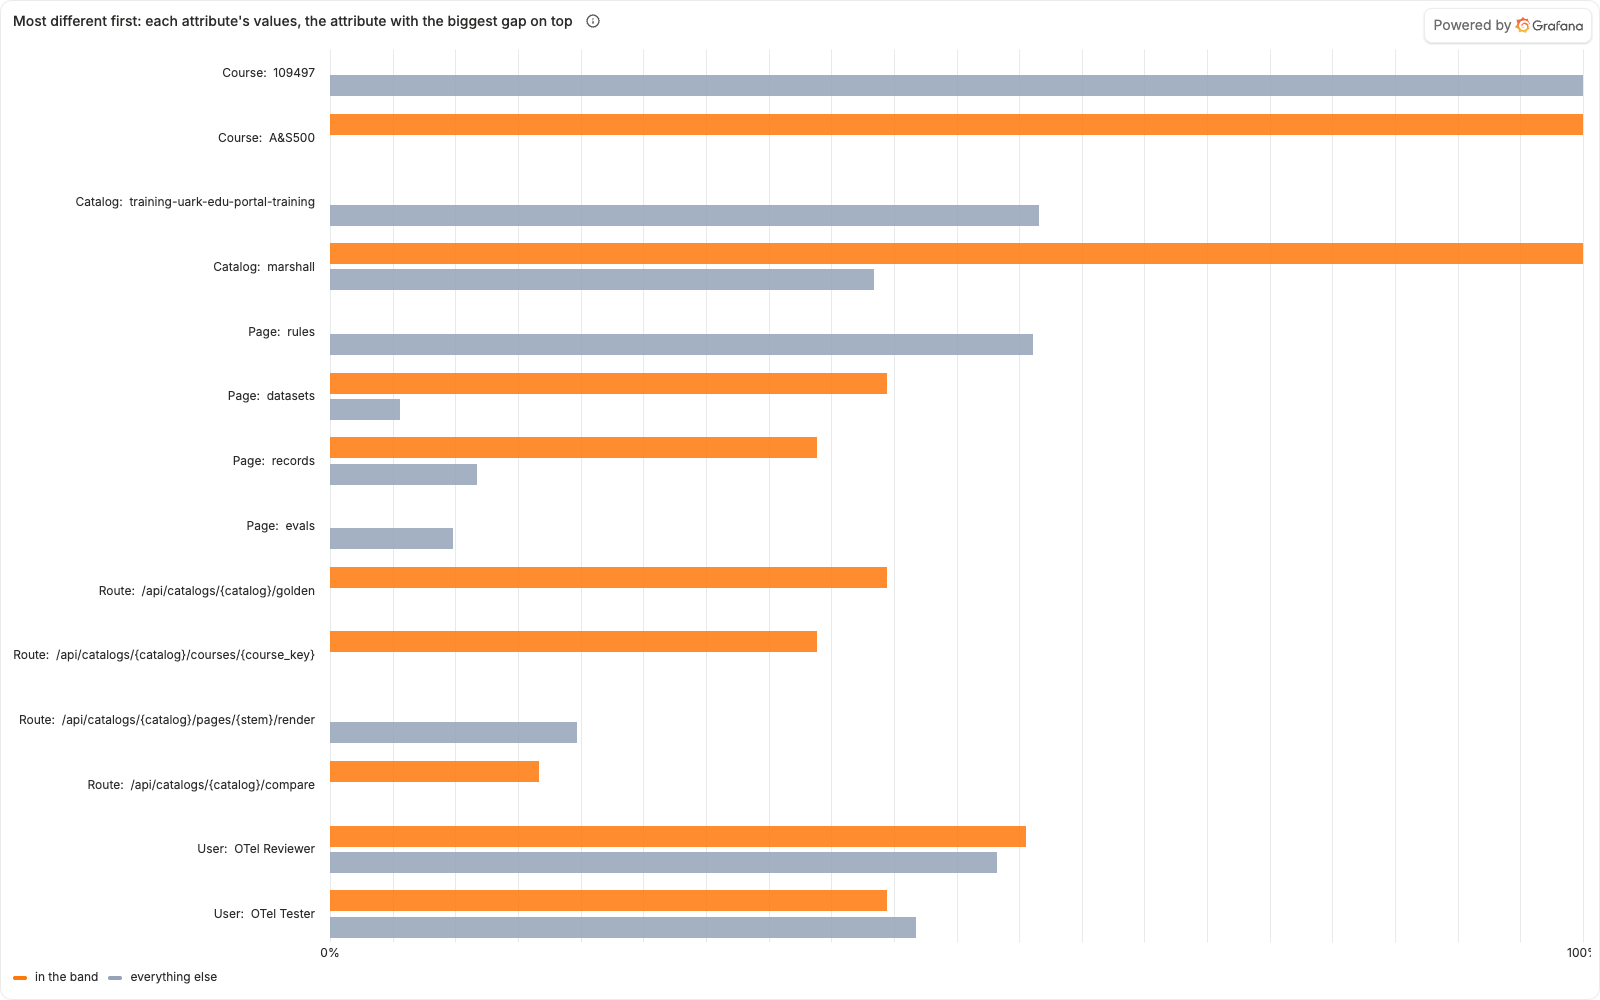 Most different first: each attribute's values, the attribute with the biggest gap on top
Powered by Grafana
Course: 109497
Course: A&S500
Catalog: training-uark-edu-portal-training
Catalog: marshall
Page: rules
Page: datasets
Page: records
Page: evals
Route: /api/catalogs/{catalog}/golden
Route: /api/catalogs/{catalog}/courses/{course_key}
Route: /api/catalogs/{catalog}/pages/{stem}/render
Route: /api/catalogs/{catalog}/compare
User: OTel Reviewer
User: OTel Tester
0% 100%
in the band everything else